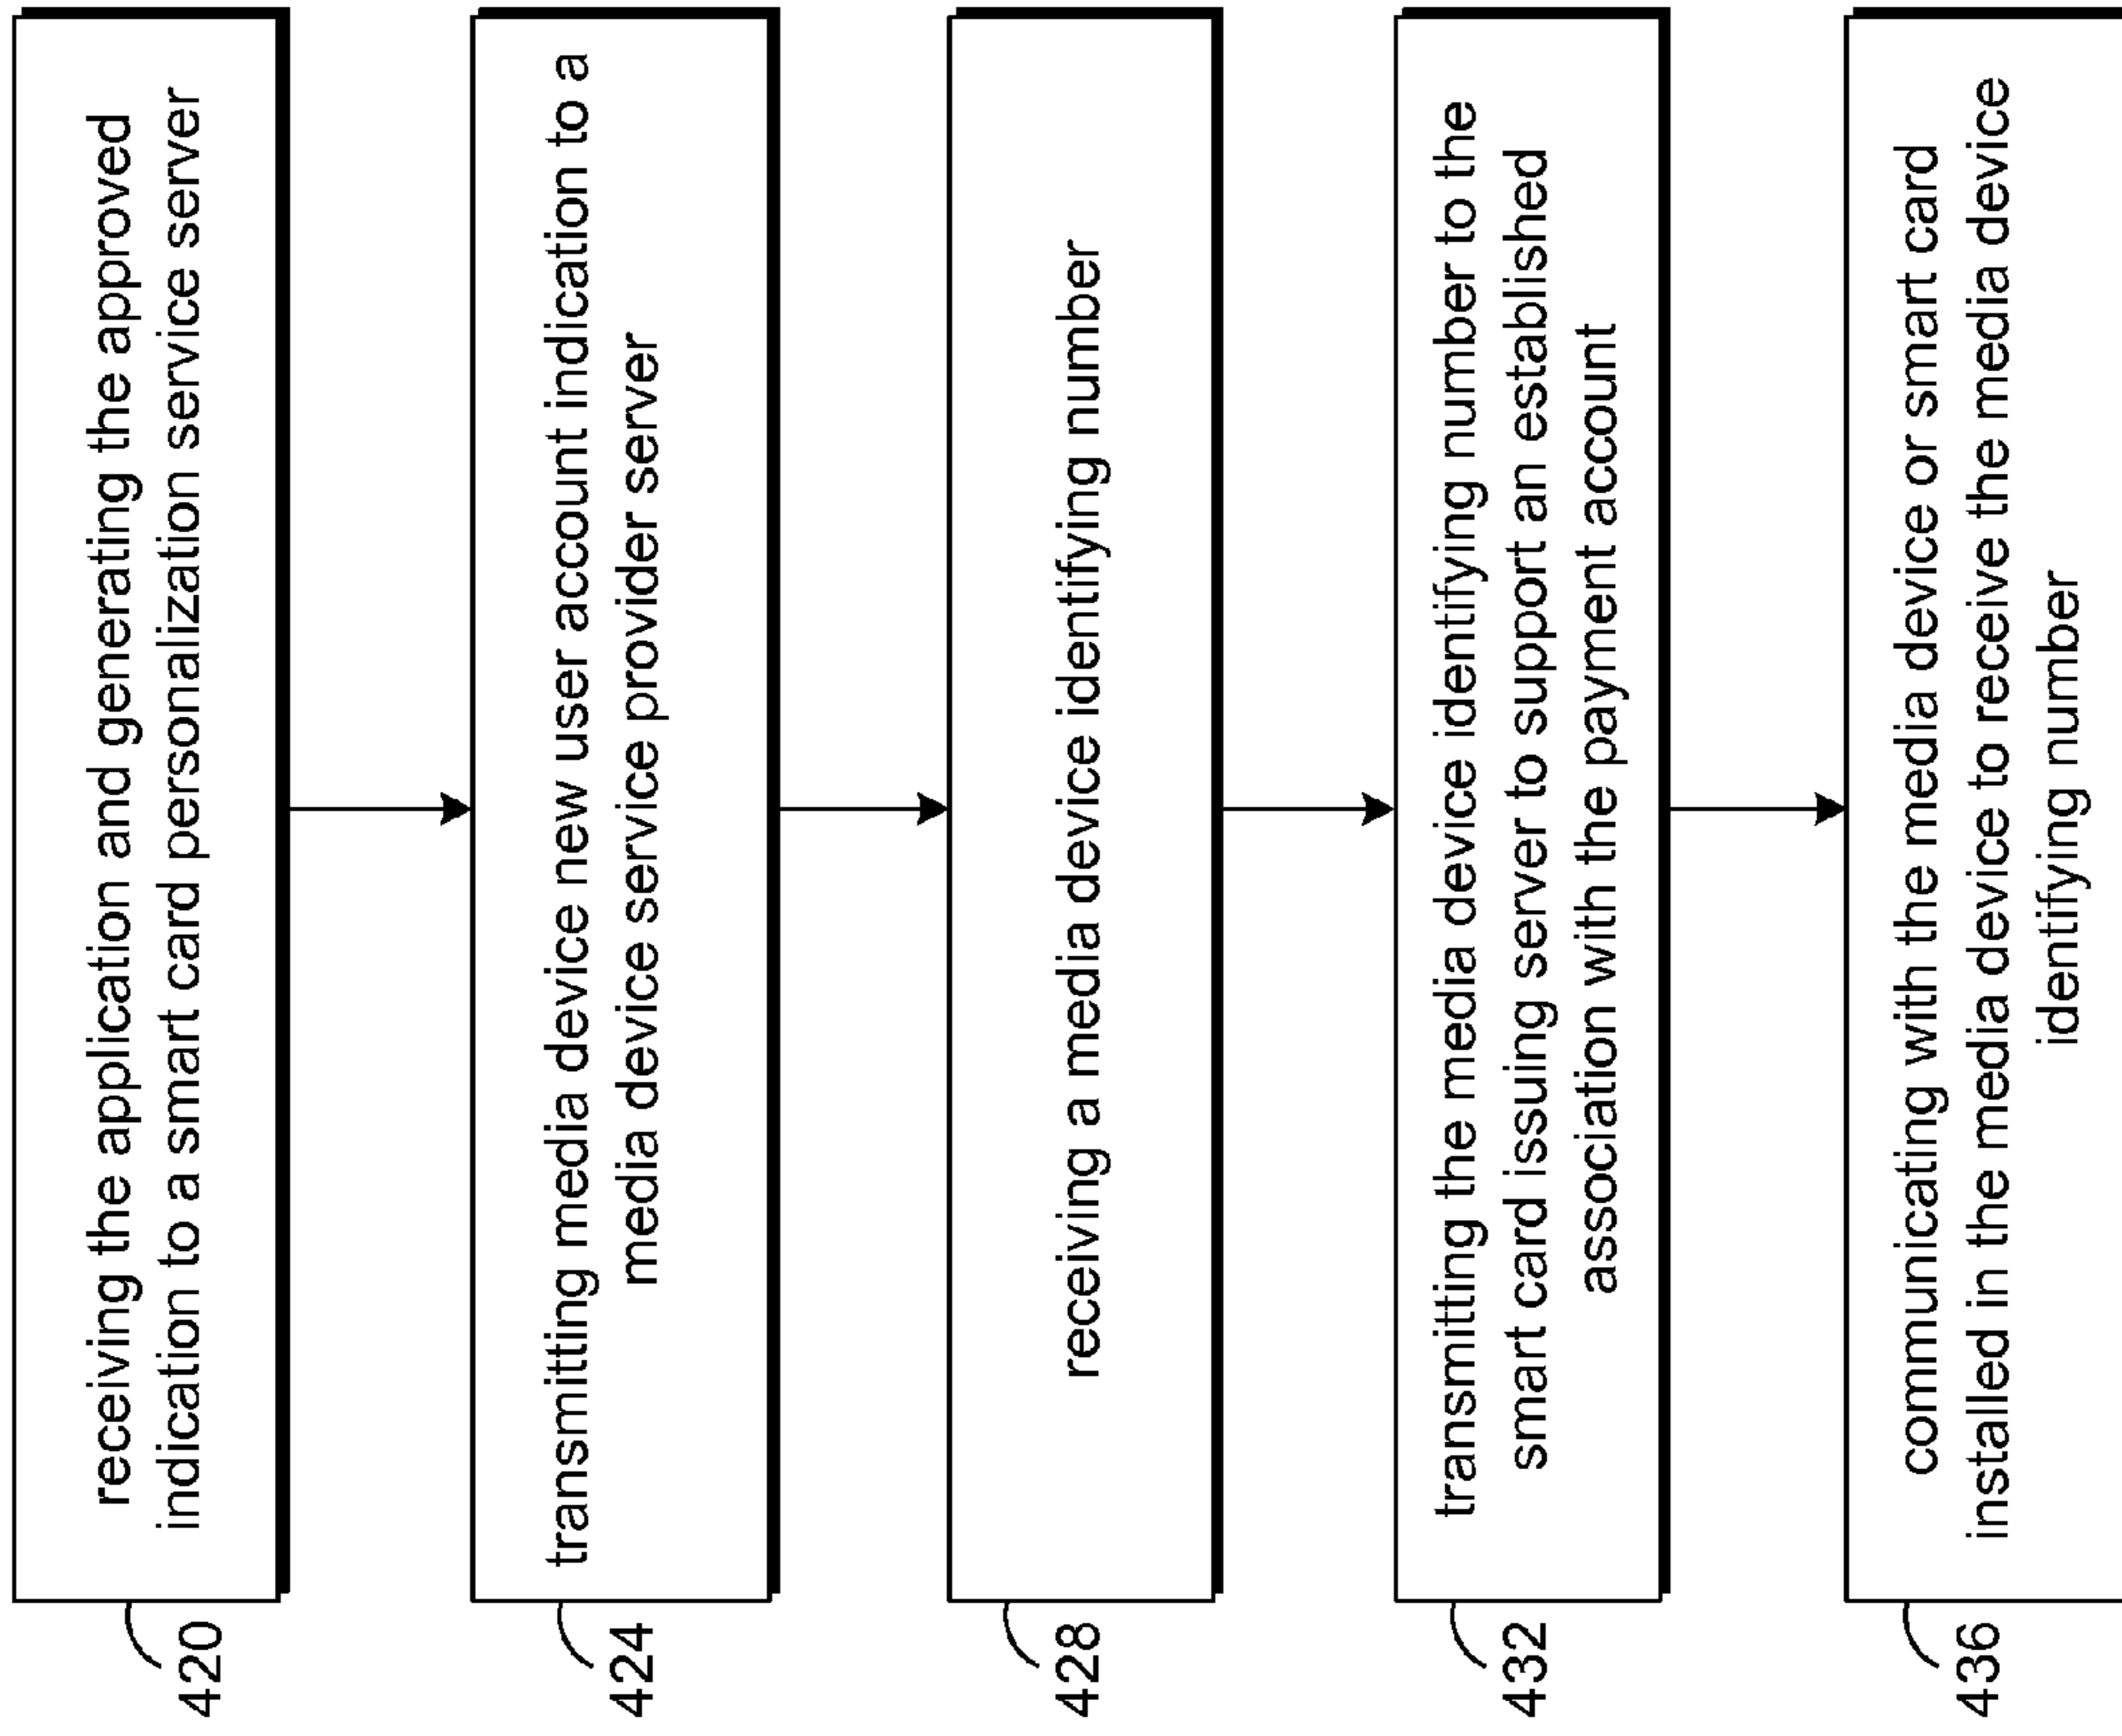 420
receiving the application and generating the approved
indication to a smart card personalization service server
424
transmitting media device new user account indication to a
media device service provider server
428
receiving a media device identifying number
432
transmitting the media device identifying number to the
smart card issuing server to support an established
association with the payment account
436
communicating with the media device or smart card
installed in the media device to receive the media device
identifying number